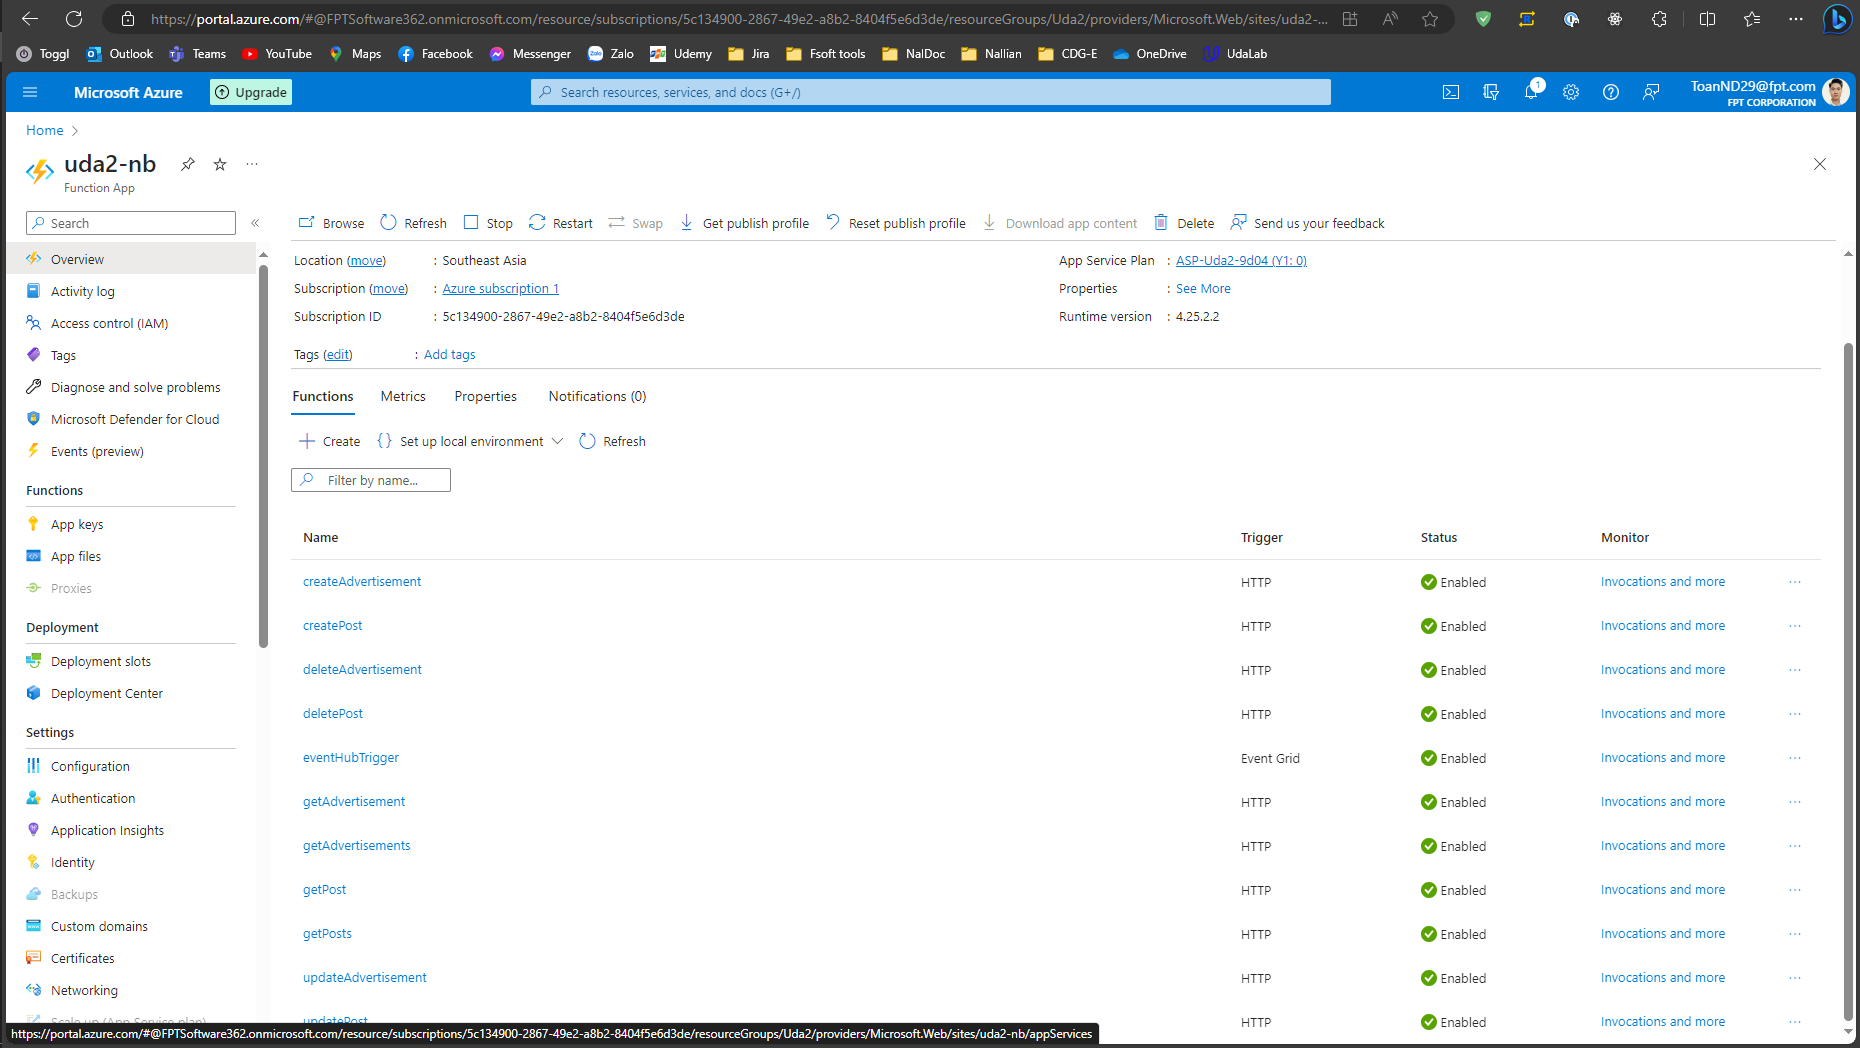 https://portal.azure.com/#@FPTSoftware362.onmicrosoft.com/resource/subscriptions/5c134900-2867-49e2-a8b2-8404f5e6d3de/resourceGroups/Uda2/providers/Microsoft.Web/sites/uda2-...
Toggl Outlook Teams YouTube Maps Facebook Messenger Zalo Udemy Jira Fsoft tools NalDoc Nallian CDG-E OneDrive UdaLab
Microsoft Azure Upgrade Search resources, services, and docs (G+/) 1 ToanND29@fpt.com
FPT CORPORATION
Home
uda2-nb
Function App
Search
Browse Refresh Stop Restart Swap Get publish profile Reset publish profile Download app content Delete Send us your feedback
Overview
Activity log
Access control (IAM)
Tags
Diagnose and solve problems
Microsoft Defender for Cloud
Events (preview)
Functions
App keys
App files
Proxies
Deployment
Deployment slots
Deployment Center
Settings
Configuration
Authentication
Application Insights
Identity
Backups
Custom domains
Certificates
Networking
Scale up (App Service plan)
Location (move) : Southeast Asia
Subscription (move) : Azure subscription 1
Subscription ID : 5c134900-2867-49e2-a8b2-8404f5e6d3de
App Service Plan : ASP-Uda2-9d04 (Y1: 0)
Properties : See More
Runtime version : 4.25.2.2
Tags (edit) : Add tags
Functions Metrics Properties Notifications (0)
Create Set up local environment Refresh
Filter by name...
Name Trigger Status Monitor
createAdvertisement HTTP Enabled Invocations and more
createPost HTTP Enabled Invocations and more
deleteAdvertisement HTTP Enabled Invocations and more
deletePost HTTP Enabled Invocations and more
eventHubTrigger Event Grid Enabled Invocations and more
getAdvertisement HTTP Enabled Invocations and more
getAdvertisements HTTP Enabled Invocations and more
getPost HTTP Enabled Invocations and more
getPosts HTTP Enabled Invocations and more
updateAdvertisement HTTP Enabled Invocations and more
updatePost HTTP Enabled Invocations and more
https://portal.azure.com/#@FPTSoftware362.onmicrosoft.com/resource/subscriptions/5c134900-2867-49e2-a8b2-8404f5e6d3de/resourceGroups/Uda2/providers/Microsoft.Web/sites/uda2-nb/appServices